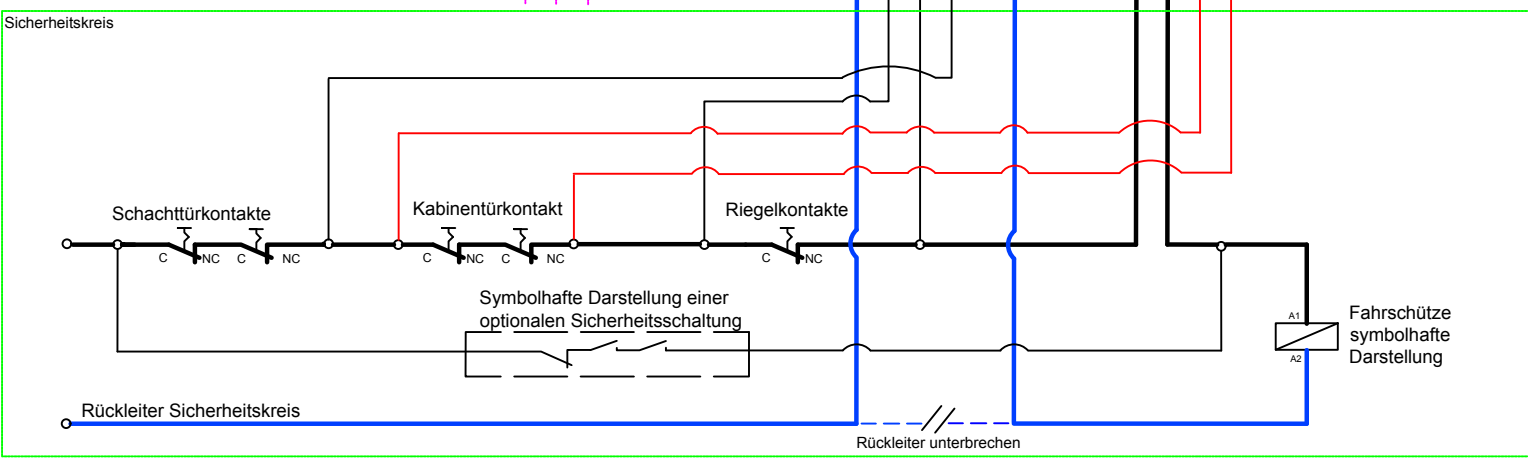 Sicherheitskreis
Schachttürkontakte
Kabinentürkontakt
Riegelkontakte
C
NC
C
NC
C
NC
C
NC
C
NC
Symbolhafte Darstellung einer
optionalen Sicherheitsschaltung
A1
A2
Fahrschütze
symbolhafte
Darstellung
Rückleiter Sicherheitskreis
Rückleiter unterbrechen